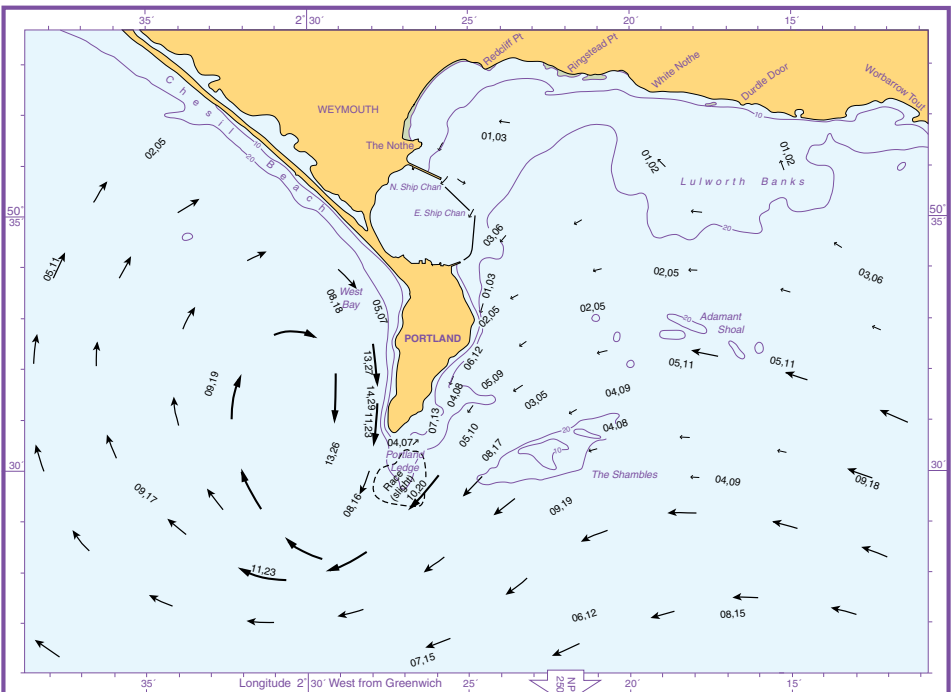 35´
2° 30´
25´
20´
15´
Redcliff Pt
Ringstead Pt
White Nothe
Durdle Door
Worbarrow Tout
Chesil Beach
WEYMOUTH
The Nothe
10
10
20
02,05
01,03
01,02
01,02
N. Ship Chan
E. Ship Chan
Lulworth Banks
20
50°
35´
50°
35´
03,06
05,11
08,18
West
Bay
05,07
01,03
02,05
02,05
02,05
03,06
20
Adamant
Shoal
PORTLAND
09,19
13,27
14,29
11,23
06,12
04,08
05,09
03,05
04,09
05,11
05,11
07,13
05,10
04,08
13,26
04,07
Portland
Ledge
08,17
20
10
The Shambles
Race
(slight)
10,20
30´
30´
09,17
08,16
09,19
04,09
09,18
11,23
06,12
08,15
07,15
35´
Longitude 2° 30´ West from Greenwich
NP
250
20´
15´